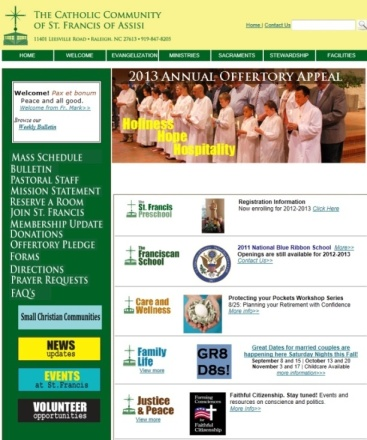 THE CATHOLIC COMMUNITY
OF ST. FRANCIS OF ASSISI
11401 LEESVILLE ROAD • RALEIGH, NC 27613 • 919-847-8205
Home | Contact Us
HOME WELCOME EVANGELIZATION MINISTRIES SACRAMENTS STEWARDSHIP FACILITIES
Welcome! Pax et bonum
Peace and all good.
Welcome from Fr. Mark>>
Browse our
Weekly Bulletin
MASS SCHEDULE
BULLETIN
PASTORAL STAFF
MISSION STATEMENT
RESERVE A ROOM
JOIN ST. FRANCIS
MEMBERSHIP UPDATE
DONATIONS
OFFERTORY PLEDGE
FORMS
DIRECTIONS
PRAYER REQUESTS
FAQ'S
Small Christian Communities
NEWS
updates
EVENTS
at St.Francis
VOLUNTEER
opportunities
2013 ANNUAL OFFERTORY APPEAL
Holiness
Hope
Hospitality
The
St. Francis
Preschool
Registration Information
Now enrolling for 2012-2013 Click Here
The
Franciscan
School
2011 National Blue Ribbon School More>>
Openings are still available for 2012-2013
Contact Us>>
Care and
Wellness
Protecting your Pockets Workshop Series
8/25: Planning your Retirement with Confidence
More info>>
Family
Life
View more
GR8
D8s!
Great Dates for married couples are
happening here Saturday Nights this Fall!
September 8 and 15 | October 13 and 20
November 3 and 17 | Childcare Available
more information>>>
Justice
& Peace
View more
Forming
Consciences
for Faithful
Citizenship
Faithful Citizenship. Stay tuned! Events and
resources on conscience and politics.
More info>>